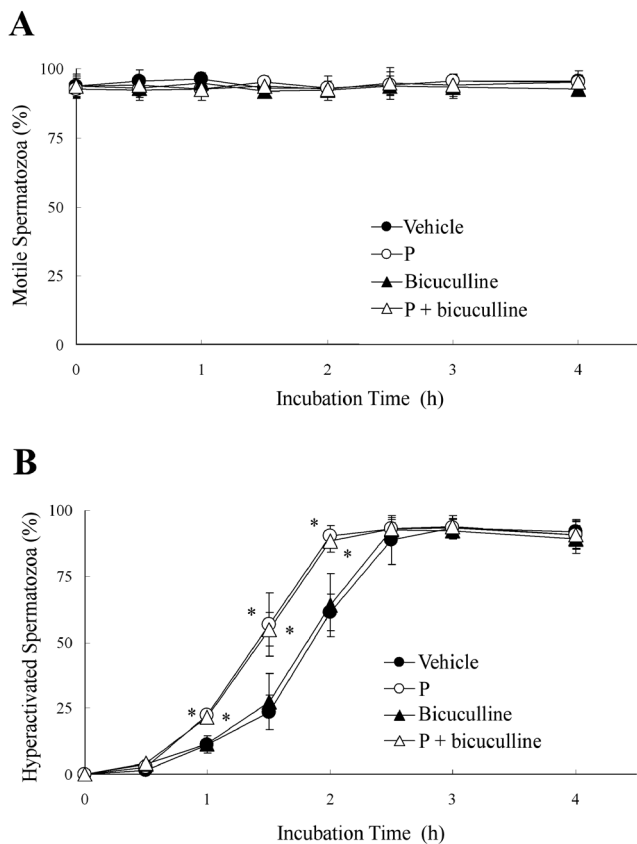 A
Motile Spermatozoa (%)
100
75
50
25
0
Vehicle
P
Bicuculline
P + bicuculline
0 1 2 3 4
Incubation Time (h)
B
Hyperactivated Spermatozoa (%)
100
75
50
25
0
*
*
*
*
*
*
Vehicle
P
Bicuculline
P + bicuculline
0 1 2 3 4
Incubation Time (h)